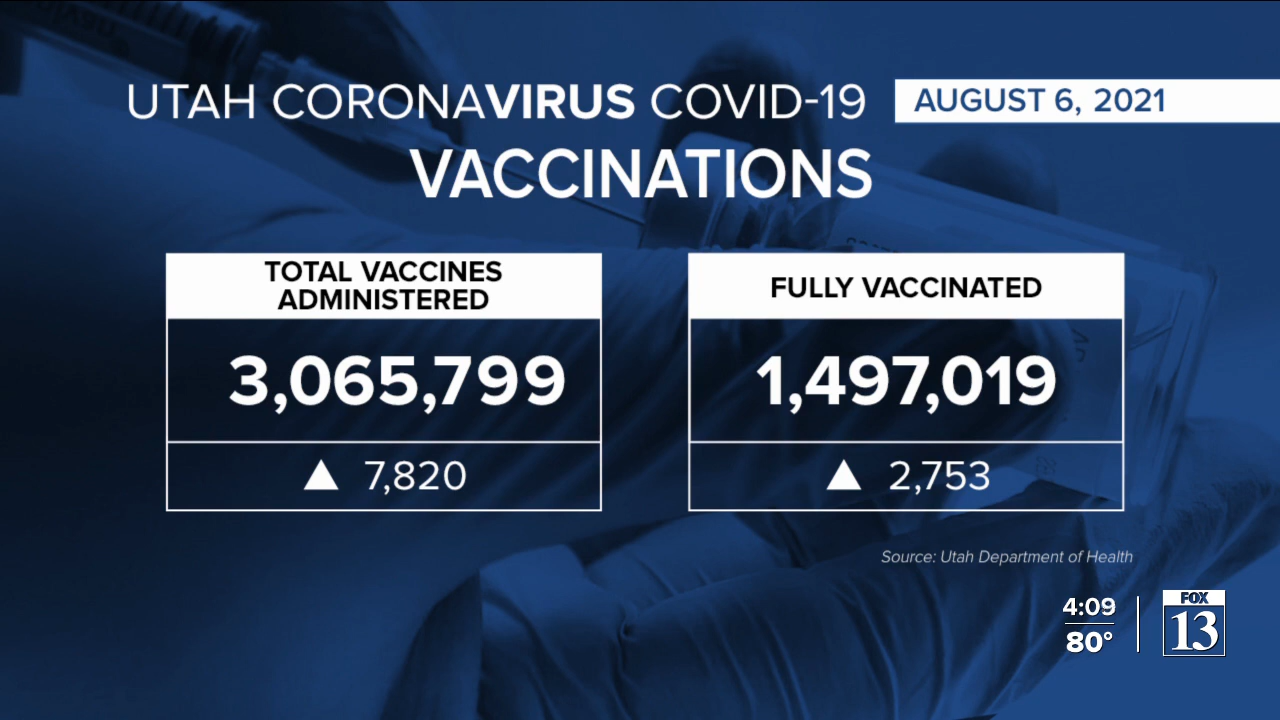 UTAH CORONAVIRUS COVID-19
AUGUST 6, 2021
VACCINATIONS
TOTAL VACCINES
ADMINISTERED
3,065,799
▲ 7,820
FULLY VACCINATED
1,497,019
▲ 2,753
Source: Utah Department of Health
4:09
80°
FOX
13